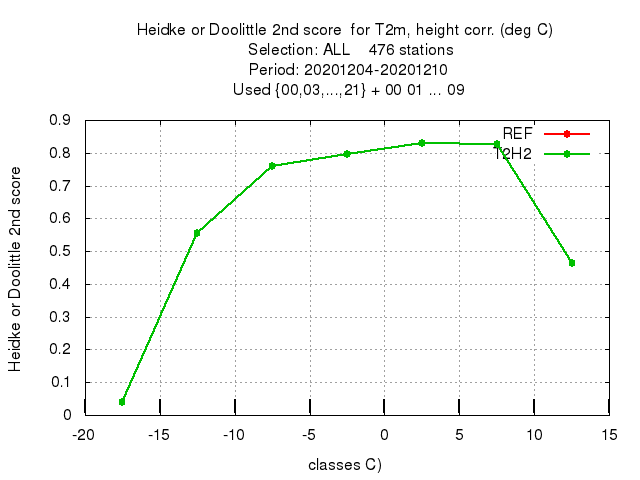 Heidke or Doolittle 2nd score  for T2m, height corr. (deg C)
Selection: ALL    476 stations
Period: 20201204-20201210
Used {00,03,...,21} + 00 01 ... 09
Heidke or Doolittle 2nd score
0.9
0.8
0.7
0.6
0.5
0.4
0.3
0.2
0.1
0
REF
T2H2
-20 -15 -10 -5 0 5 10 15
classes C)